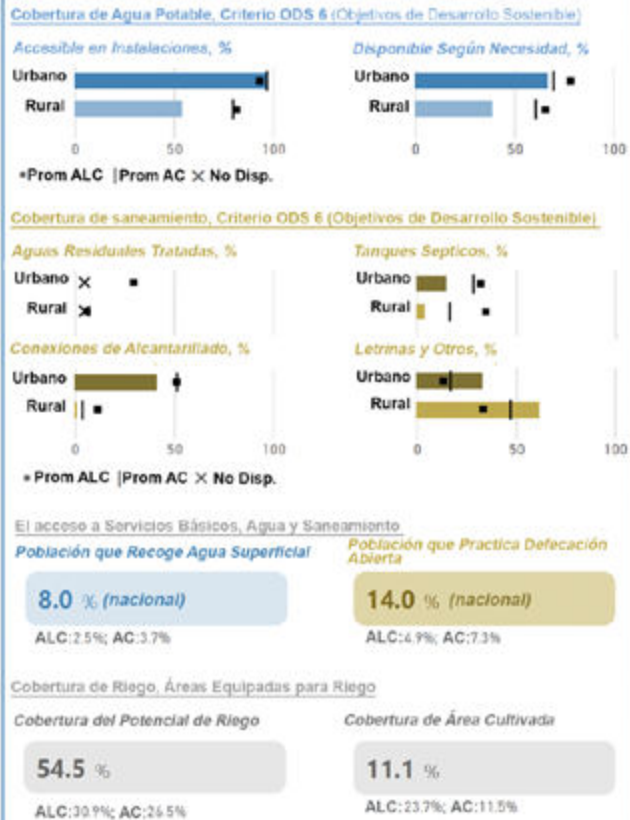 Cobertura de Agua Potable, Criterio ODS 6 (Objetivos de Desarrollo Sostenible)
Accesible en Instalaciones, %
Disponible Según Necesidad, %
Urbano
Rural
0 50 100
Urbano
Rural
0 50 100
▪Prom ALC |Prom AC × No Disp.
Cobertura de saneamiento, Criterio ODS 6 (Objetivos de Desarrollo Sostenible)
Aguas Residuales Tratadas, %
Tanques Septicos, %
Urbano
Rural
Urbano
Rural
Conexiones de Alcantarillado, %
Letrinas y Otros, %
Urbano
Rural
0 50 100
Urbano
Rural
0 50 100
▪Prom ALC |Prom AC × No Disp.
El acceso a Servicios Básicos, Agua y Saneamiento
Población que Recoge Agua Superficial
Población que Practica Defecación
Abierta
8.0 % (nacional)
14.0 % (nacional)
ALC:2.5%; AC:3.7%
ALC:4.9%; AC:7.3%
Cobertura de Riego, Áreas Equipadas para Riego
Cobertura del Potencial de Riego
Cobertura de Área Cultivada
54.5 %
11.1 %
ALC:30.9%; AC:26.5%
ALC:23.7%; AC:11.5%